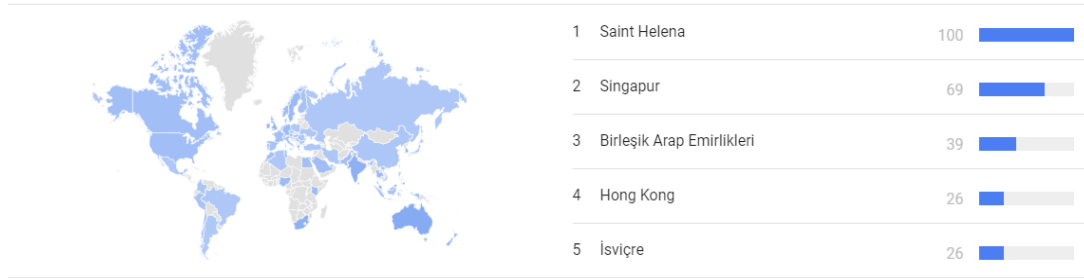 1 Saint Helena 100
2 Singapur 69
3 Birleşik Arap Emirlikleri 39
4 Hong Kong 26
5 İsviçre 26